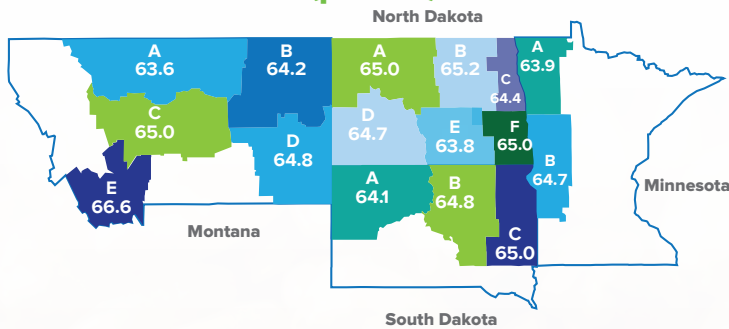 North Dakota
A
63.6
B
64.2
A
65.0
B
65.2
C
64.4
A
63.9
C
65.0
D
64.8
D
64.7
E
63.8
F
65.0
B
64.7
E
66.6
A
64.1
B
64.8
C
65.0
Minnesota
Montana
South Dakota